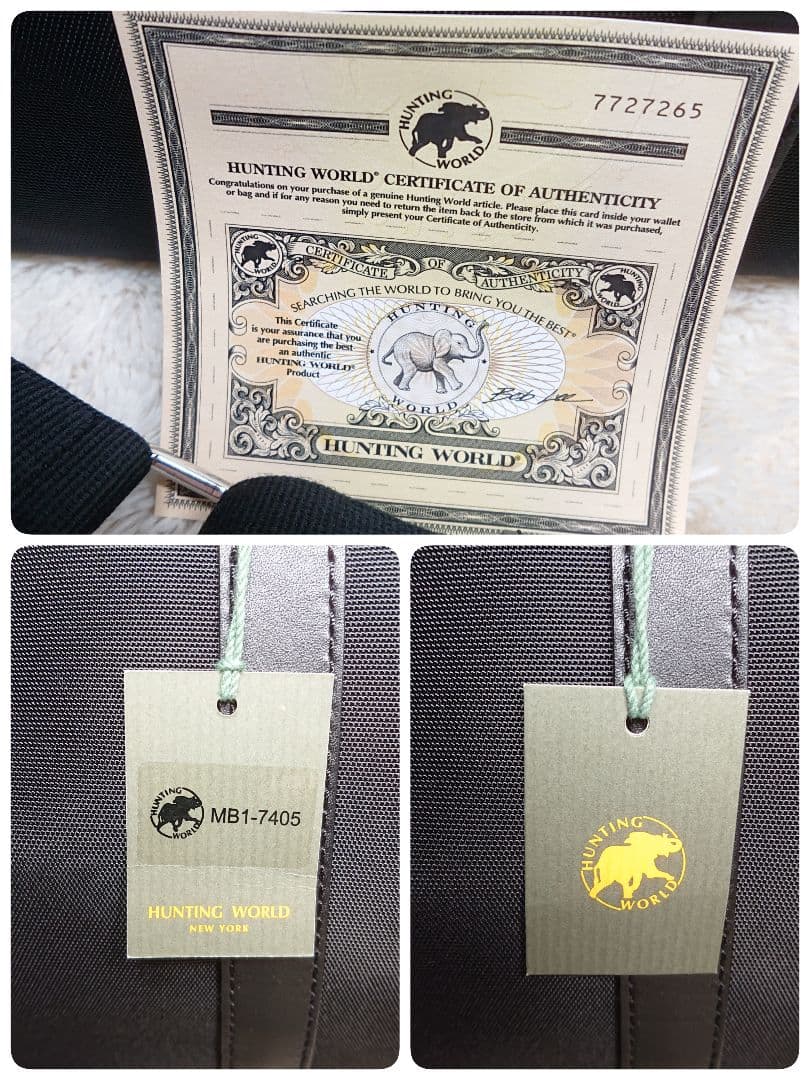 7727265
HUNTING WORLD
HUNTING WORLD® CERTIFICATE OF AUTHENTICITY
Congratulations on your purchase of a genuine Hunting World article. Please place this card inside your wallet
or bag and if for any reason you need to return the item back to the store from which it was purchased,
simply present your Certificate of Authenticity.
HUNTING WORLD
CERTIFICATE OF AUTHENTICITY
HUNTING WORLD
SEARCHING THE WORLD TO BRING YOU THE BEST®
This Certificate
is your assurance that you
are purchasing the best
an authentic
HUNTING WORLD®
Product
HUNTING WORLD
Bob Lee
HUNTING WORLD®
HUNTING WORLD
MB1-7405
HUNTING WORLD
NEW YORK
HUNTING WORLD